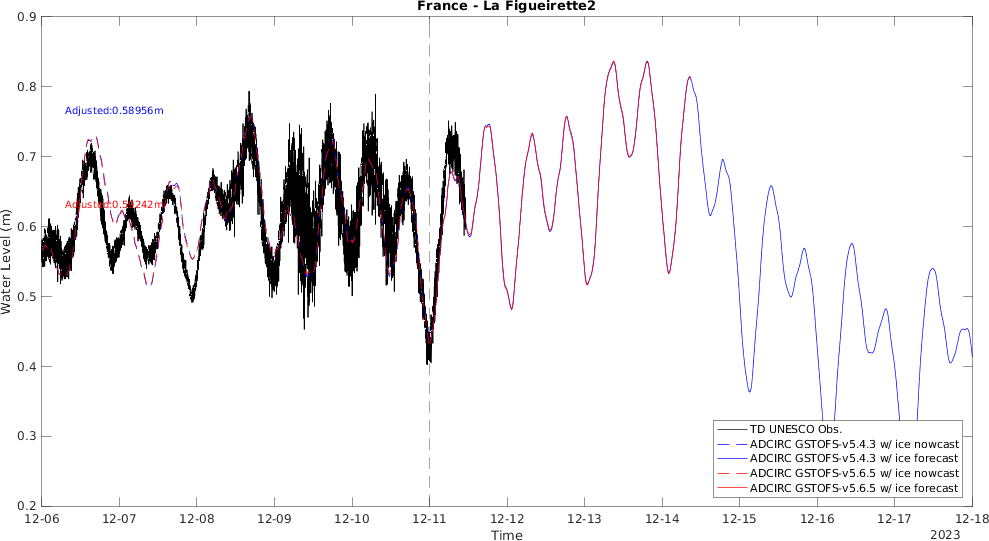 France - La Figueirette2
0.9
0.8
0.7
0.6
0.5
0.4
0.3
0.2
Water Level (m)
Adjusted:0.58956m
Adjusted:0.59242m
TD UNESCO Obs.
ADCIRC GSTOFS-v5.4.3 w/ ice nowcast
ADCIRC GSTOFS-v5.4.3 w/ ice forecast
ADCIRC GSTOFS-v5.6.5 w/ ice nowcast
ADCIRC GSTOFS-v5.6.5 w/ ice forecast
12-06 12-07 12-08 12-09 12-10 12-11 12-12 12-13 12-14 12-15 12-16 12-17 12-18
Time
2023